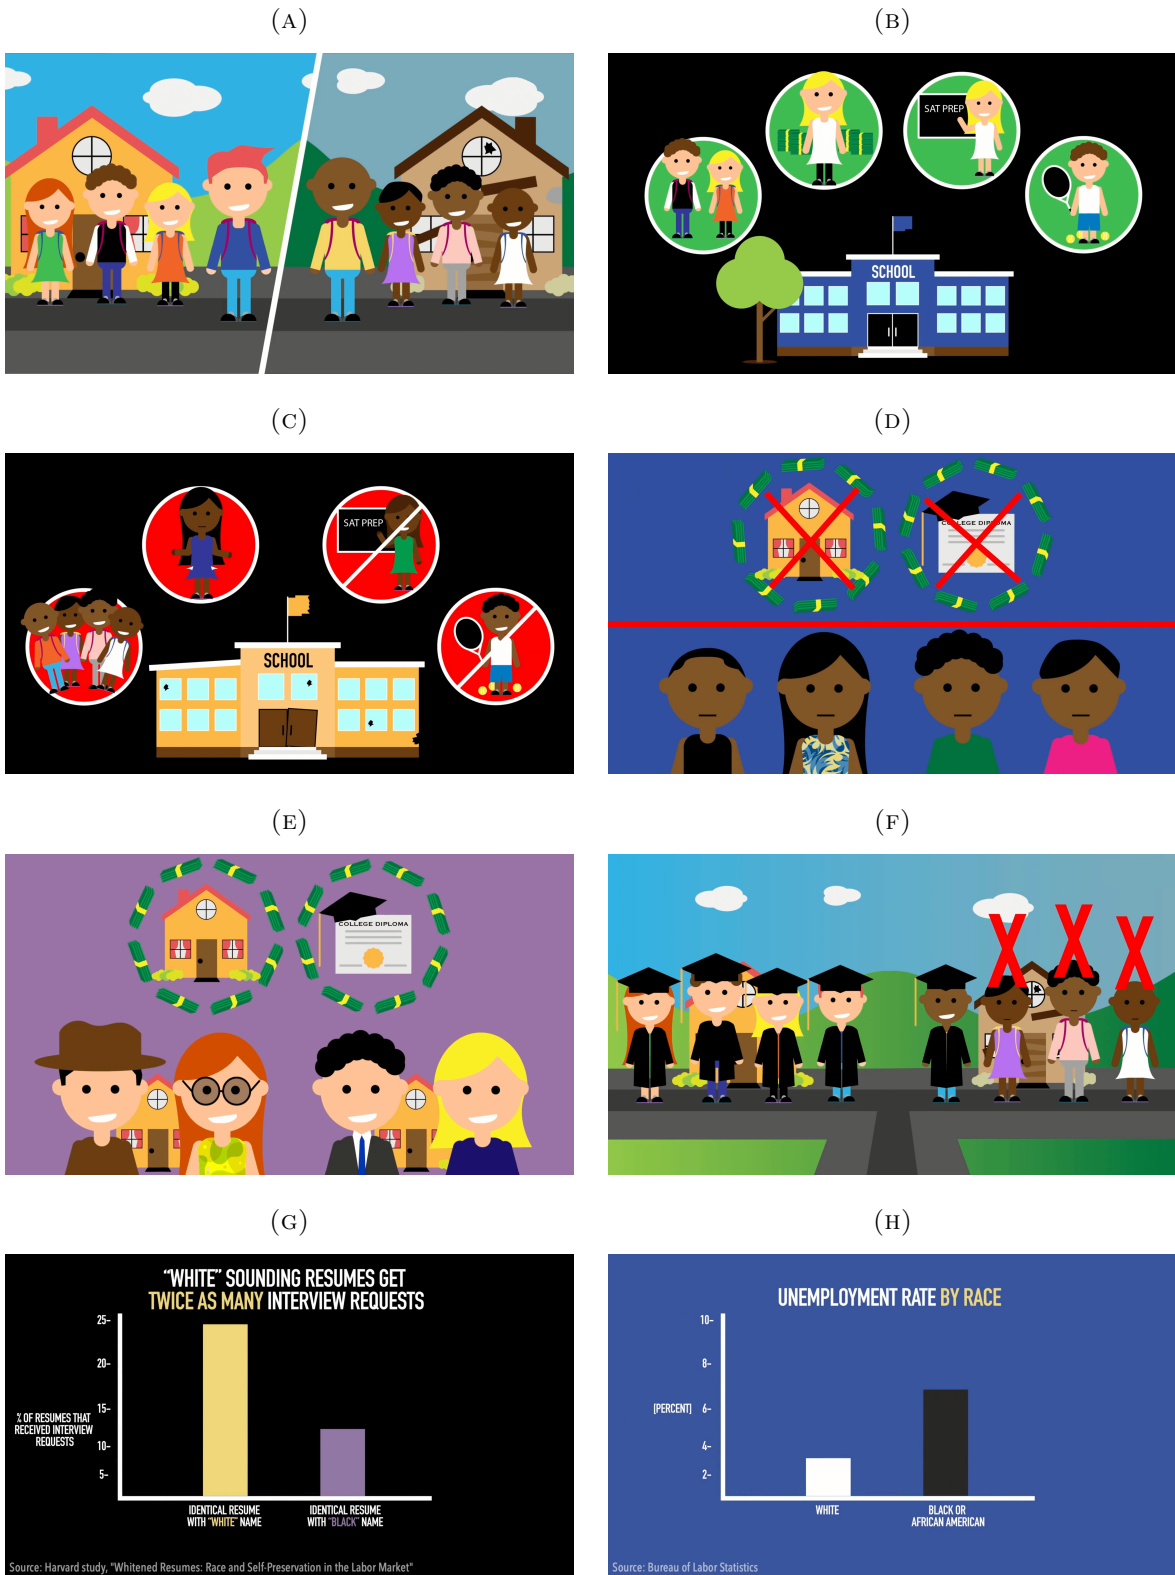 (A)
(B)
SAT PREP
SCHOOL
(C)
(D)
SAT PREP
SCHOOL
COLLEGE DIPLOMA
(E)
(F)
COLLEGE DIPLOMA
(G)
(H)
“WHITE” SOUNDING RESUMES GET
TWICE AS MANY INTERVIEW REQUESTS
25-
20-
15-
10-
5-
% OF RESUMES THAT
RECEIVED INTERVIEW
REQUESTS
IDENTICAL RESUME
WITH “WHITE” NAME
IDENTICAL RESUME
WITH “BLACK” NAME
Source: Harvard study, "Whitened Resumes: Race and Self-Preservation in the Labor Market"
UNEMPLOYMENT RATE BY RACE
10-
8-
6-
4-
2-
[PERCENT]
WHITE
BLACK OR
AFRICAN AMERICAN
Source: Bureau of Labor Statistics